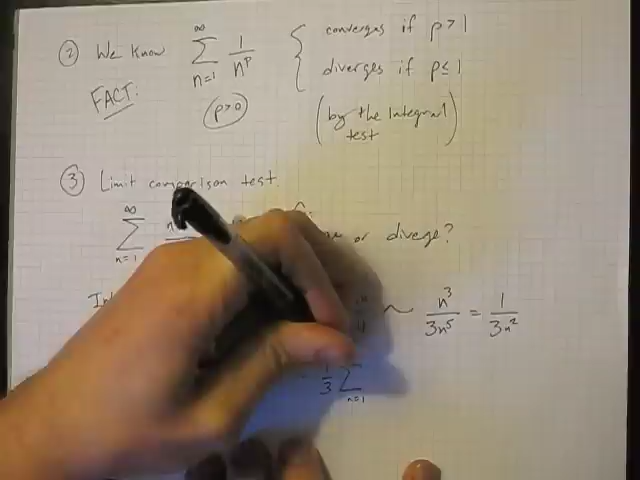 ② We know ∑_{n=1}^{∞} 1/n^p { converges if p>1
diverges if p≤1
FACT: (p>0) (by the Integral test)
③ Limit comparison test.
∑_{n=1}^{∞} or diverge?
~ n³/3n⁵ = 1/3n²
1/3 ∑_{n=1}